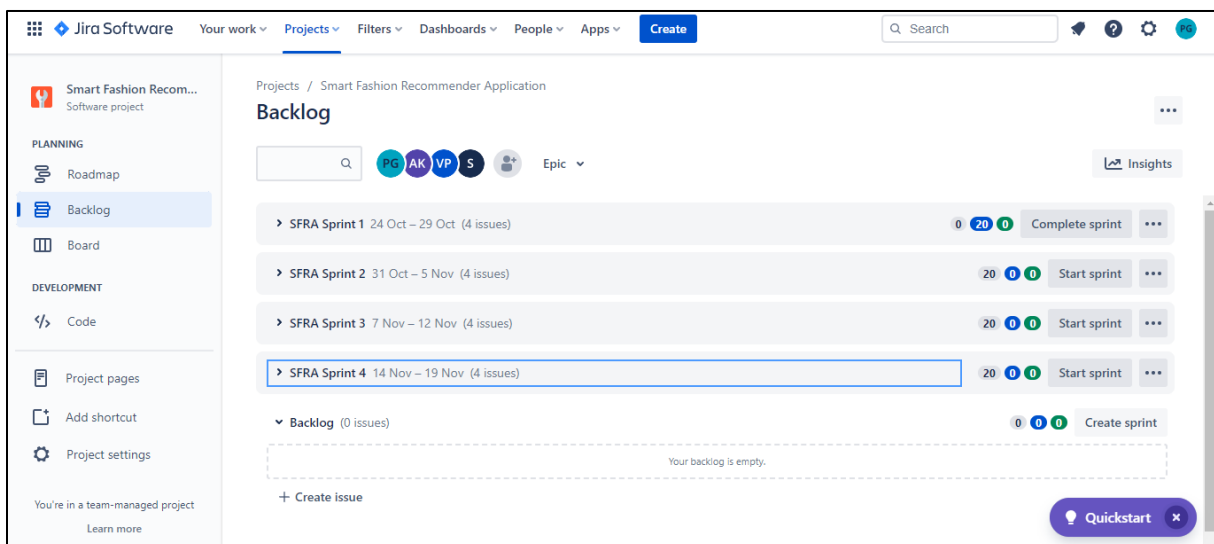 Jira Software Your work Projects Filters Dashboards People Apps Create Search PG
Smart Fashion Recom...
Software project
PLANNING
Roadmap
Backlog
Board
DEVELOPMENT
Code
Project pages
Add shortcut
Project settings
You're in a team-managed project
Learn more
Projects / Smart Fashion Recommender Application
Backlog
PG AK VP S Epic Insights
SFRA Sprint 1 24 Oct – 29 Oct (4 issues) 0 20 0 Complete sprint
SFRA Sprint 2 31 Oct – 5 Nov (4 issues) 20 0 0 Start sprint
SFRA Sprint 3 7 Nov – 12 Nov (4 issues) 20 0 0 Start sprint
SFRA Sprint 4 14 Nov – 19 Nov (4 issues) 20 0 0 Start sprint
Backlog (0 issues) 0 0 0 Create sprint
Your backlog is empty.
+ Create issue
Quickstart